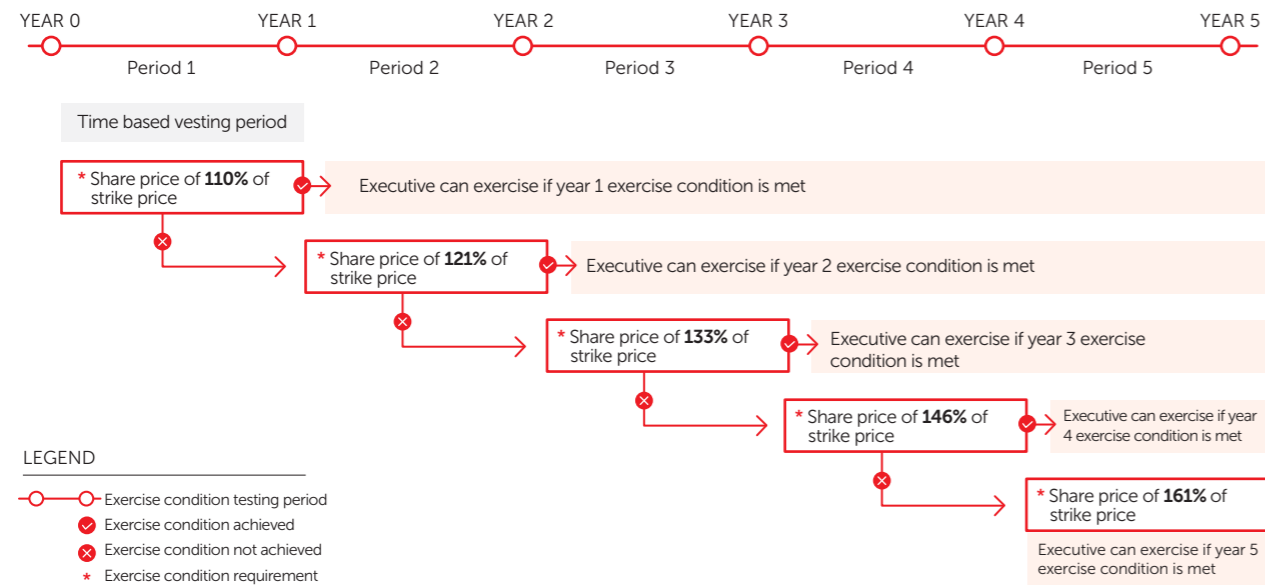 YEAR 0 YEAR 1 YEAR 2 YEAR 3 YEAR 4 YEAR 5
Period 1 Period 2 Period 3 Period 4 Period 5
Time based vesting period
* Share price of 110% of
strike price
Executive can exercise if year 1 exercise condition is met
* Share price of 121% of
strike price
Executive can exercise if year 2 exercise condition is met
* Share price of 133% of
strike price
Executive can exercise if year 3 exercise
condition is met
* Share price of 146% of
strike price
Executive can exercise if year
4 exercise condition is met
* Share price of 161% of
strike price
Executive can exercise if year 5
exercise condition is met
LEGEND
Exercise condition testing period
Exercise condition achieved
Exercise condition not achieved
* Exercise condition requirement